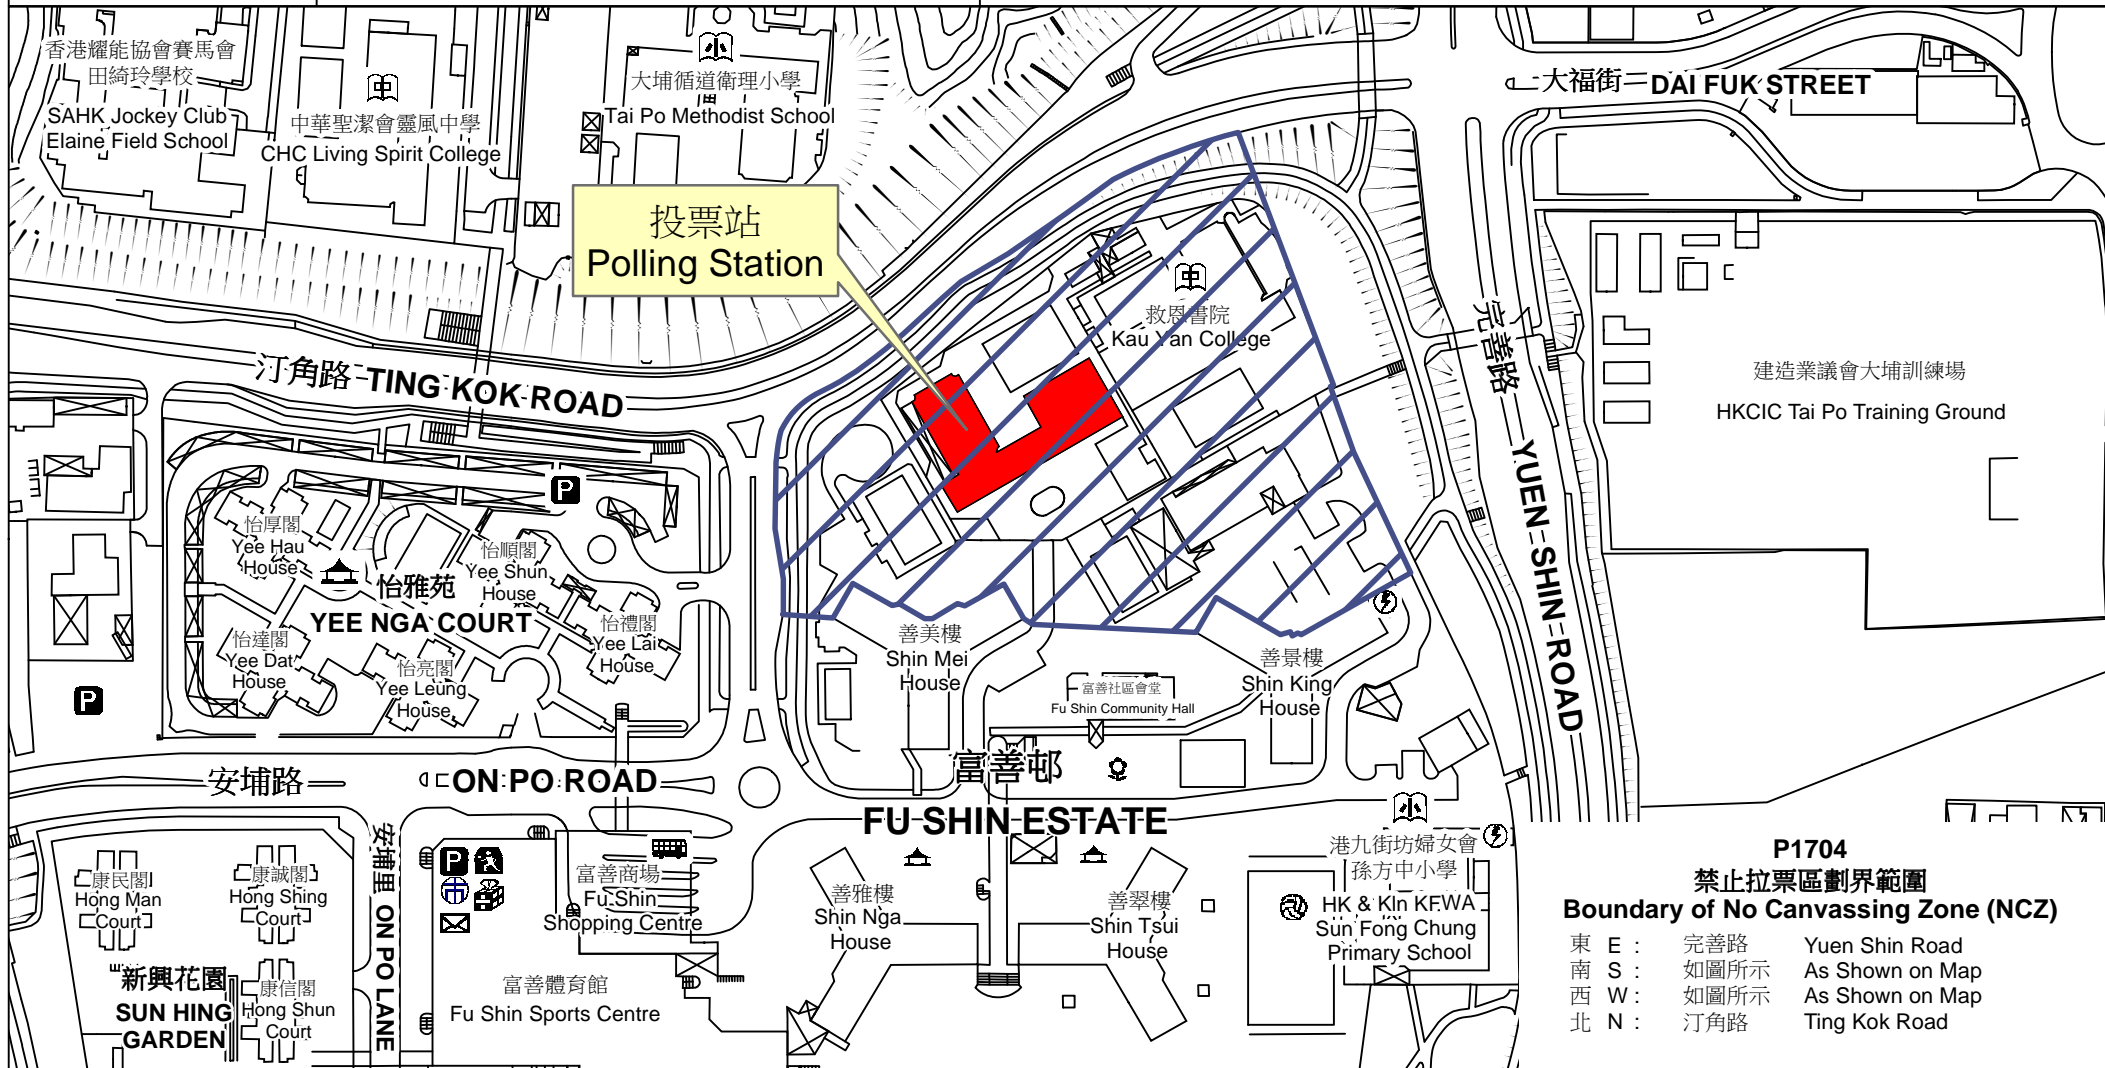 香港耀能協會賽馬會
田綺玲學校
SAHK Jockey Club
Elaine Field School
中
中華聖潔會靈風中學
CHC Living Spirit College
小
大埔循道衞理小學
Tai Po Methodist School
大福街
DAI FUK STREET
投票站
Polling Station
中
救恩書院
Kau Yan College
汀角路
TING KOK ROAD
完善路
YUEN SHIN ROAD
建造業議會大埔訓練場
HKCIC Tai Po Training Ground
P
怡厚閣
Yee Hau
House
怡順閣
Yee Shun
House
怡雅苑
YEE NGA COURT
怡禮閣
Yee Lai
House
怡達閣
Yee Dat
House
怡亮閣
Yee Leung
House
P
善美樓
Shin Mei
House
富善社區會堂
Fu Shin Community Hall
善景樓
Shin King
House
安埔路
ON PO ROAD
富善邨
FU SHIN ESTATE
安埔里
ON PO LANE
康民閣
Hong Man
Court
康誠閣
Hong Shing
Court
新興花園
SUN HING
GARDEN
康信閣
Hong Shun
Court
P
富善商場
Fu Shin
Shopping Centre
富善體育館
Fu Shin Sports Centre
善雅樓
Shin Nga
House
善翠樓
Shin Tsui
House
小
港九街坊婦女會
孫方中小學
HK & Kln KFWA
Sun Fong Chung
Primary School
P1704
禁止拉票區劃界範圍
Boundary of No Canvassing Zone (NCZ)
東 E : 完善路 Yuen Shin Road
南 S : 如圖所示 As Shown on Map
西 W : 如圖所示 As Shown on Map
北 N : 汀角路 Ting Kok Road